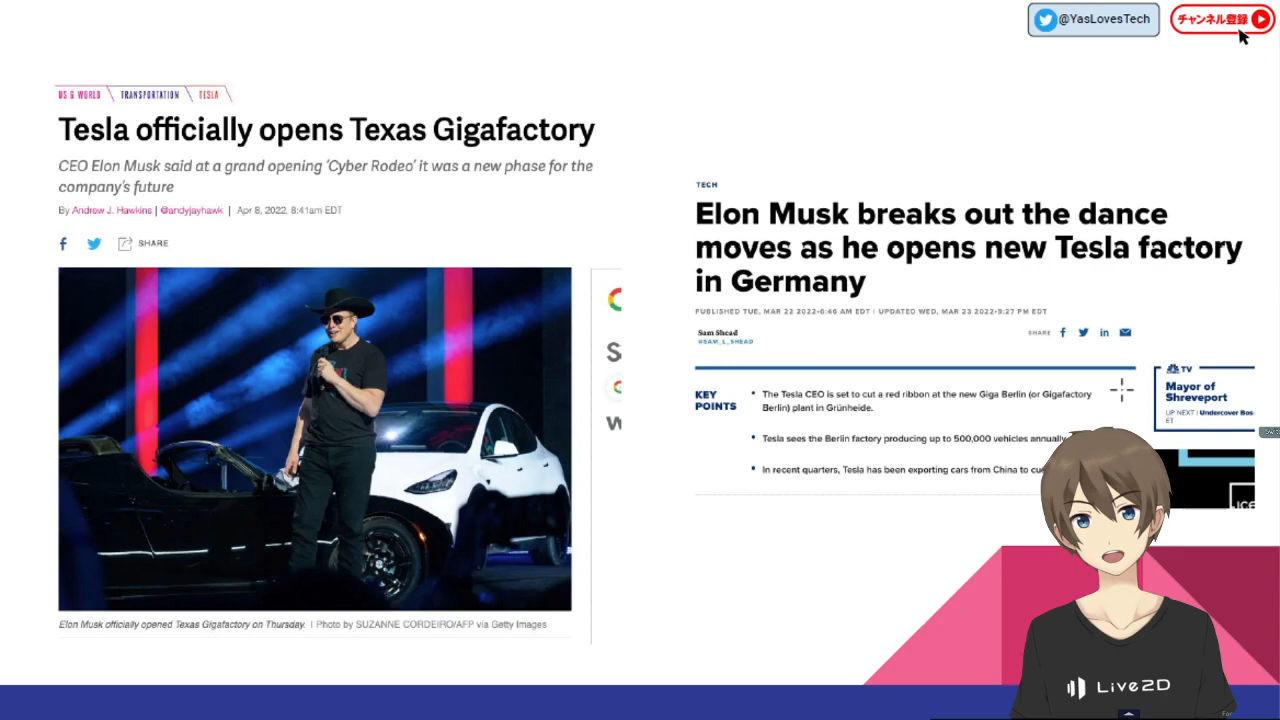 @YasLovesTech
チャンネル登録
US & WORLD TRANSPORTATION TESLA
Tesla officially opens Texas Gigafactory
CEO Elon Musk said at a grand opening ‘Cyber Rodeo’ it was a new phase for the
company’s future
By Andrew J. Hawkins | @andyjayhawk | Apr 8, 2022, 8:41am EDT
SHARE
Elon Musk officially opened Texas Gigafactory on Thursday. | Photo by SUZANNE CORDEIRO/AFP via Getty Images
TECH
Elon Musk breaks out the dance
moves as he opens new Tesla factory
in Germany
PUBLISHED TUE, MAR 22 2022•6:46 AM EDT | UPDATED WED, MAR 23 2022•5:27 PM EDT
Sam Shead
@SAM_L_SHEAD
SHARE
KEY
POINTS
• The Tesla CEO is set to cut a red ribbon at the new Giga Berlin (or Gigafactory
Berlin) plant in Grünheide.
• Tesla sees the Berlin factory producing up to 500,000 vehicles annually
• In recent quarters, Tesla has been exporting cars from China to
TV
Mayor of
Shreveport
UP NEXT | Undercover Bos
ET
ICE
Live2D